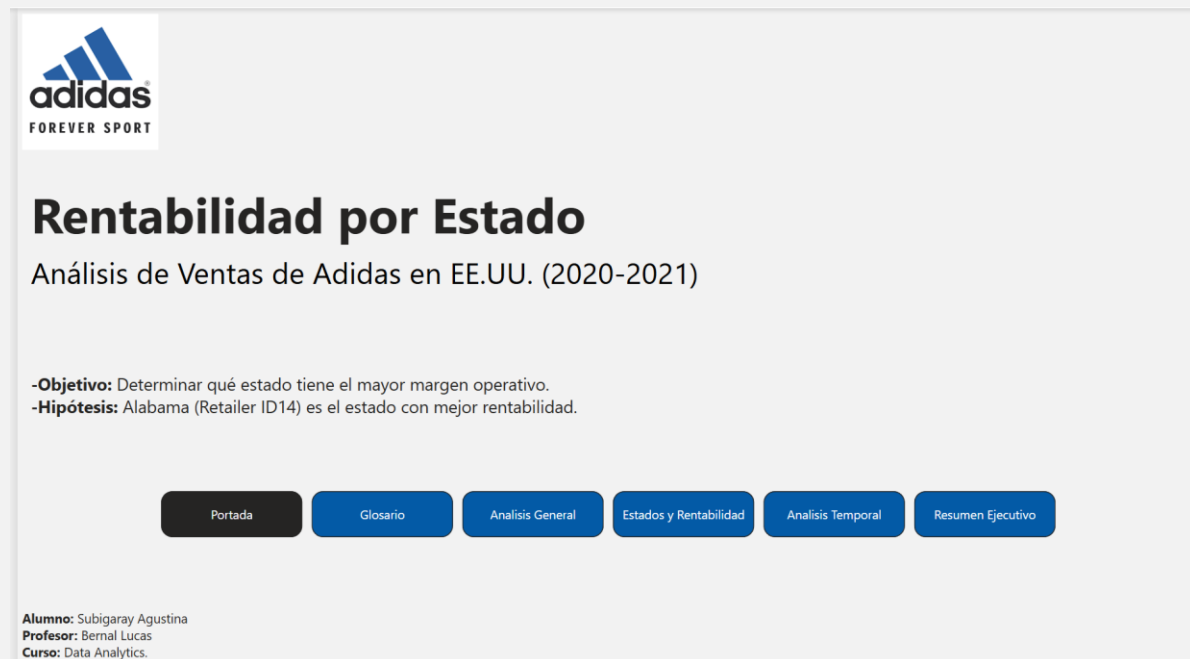 adidas
FOREVER SPORT
Rentabilidad por Estado
Análisis de Ventas de Adidas en EE.UU. (2020-2021)
-Objetivo: Determinar qué estado tiene el mayor margen operativo.
-Hipótesis: Alabama (Retailer ID14) es el estado con mejor rentabilidad.
Portada
Glosario
Analisis General
Estados y Rentabilidad
Analisis Temporal
Resumen Ejecutivo
Alumno: Subigaray Agustina
Profesor: Bernal Lucas
Curso: Data Analytics.